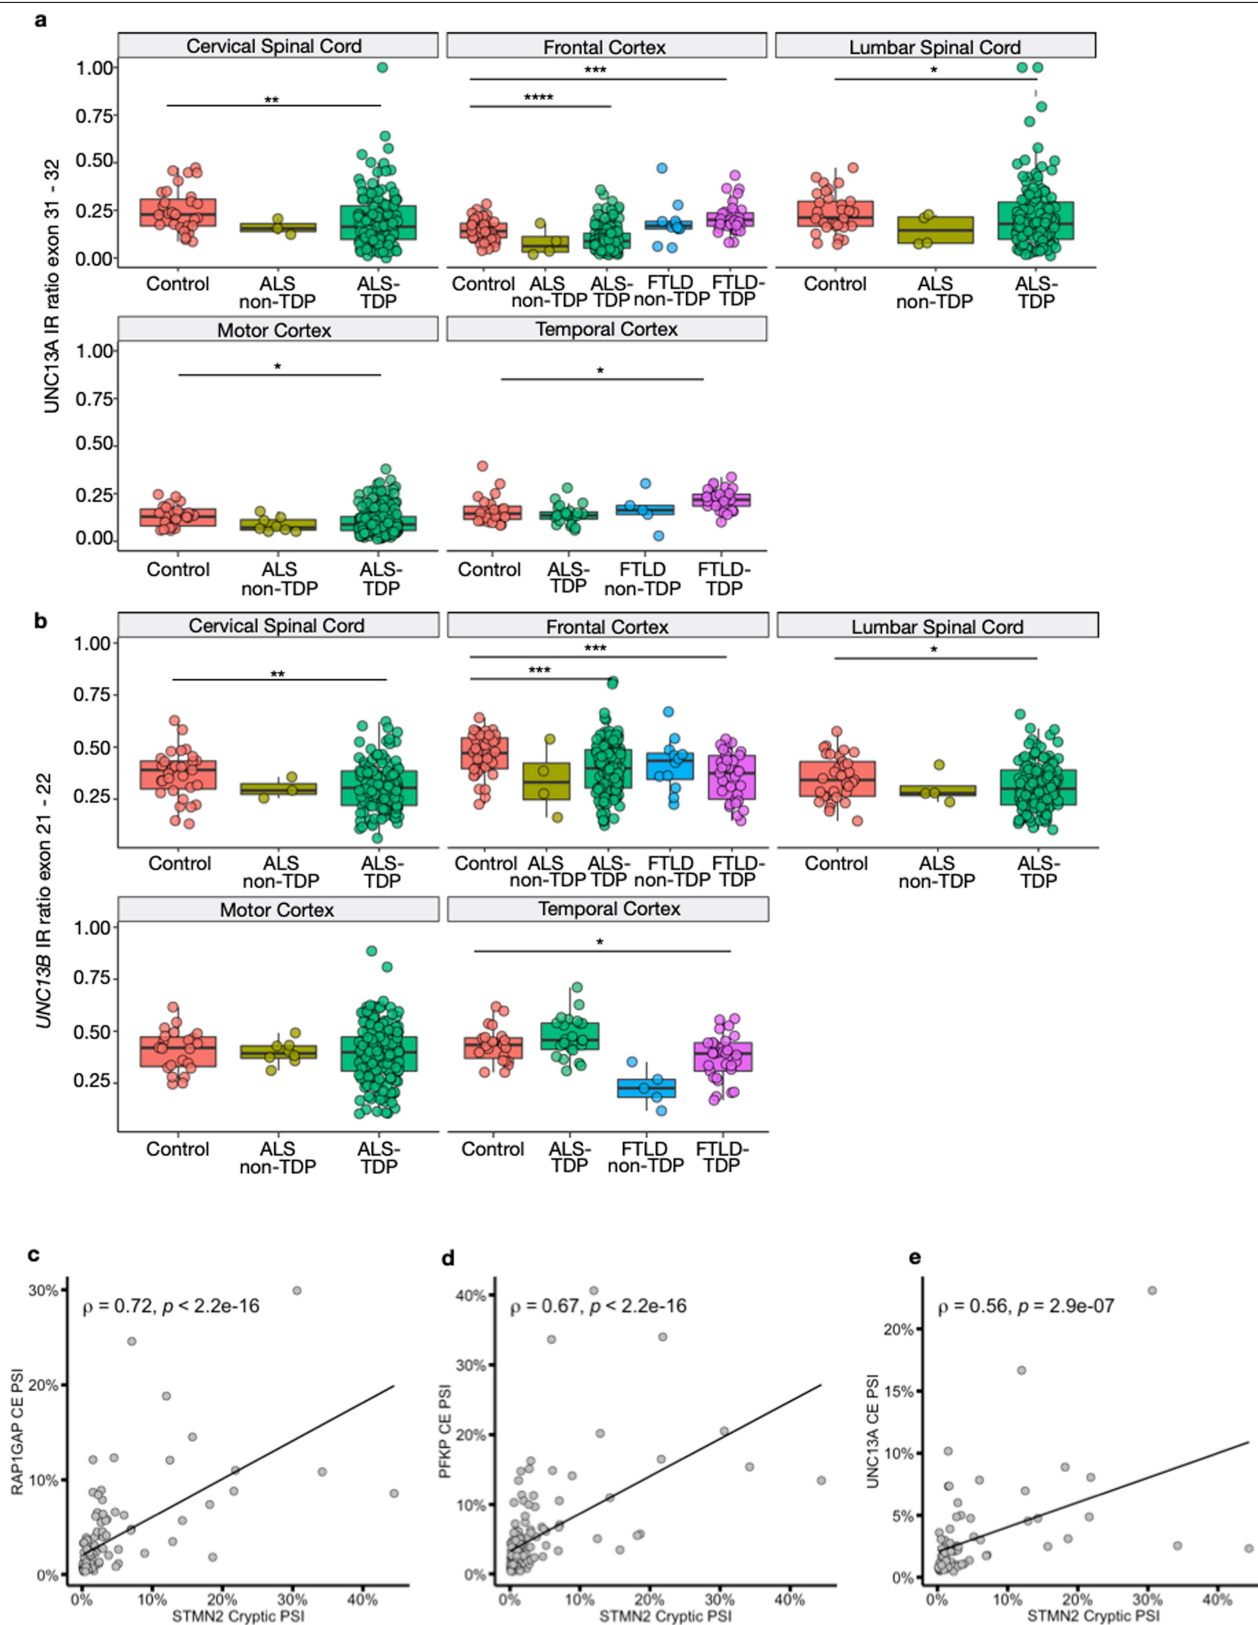 a
Cervical Spinal Cord
Frontal Cortex
Lumbar Spinal Cord
UNC13A IR ratio exon 31 - 32
1.00
0.75
0.50
0.25
0.00
**
***
****
*
Control
ALS
non-TDP
ALS-
TDP
Control
ALS
non-TDP
ALS-
TDP
FTLD
non-TDP
FTLD-
TDP
Control
ALS
non-TDP
ALS-
TDP
Motor Cortex
Temporal Cortex
1.00
0.75
0.50
0.25
0.00
*
*
Control
ALS
non-TDP
ALS-
TDP
Control
ALS-
TDP
FTLD
non-TDP
FTLD-
TDP
b
Cervical Spinal Cord
Frontal Cortex
Lumbar Spinal Cord
UNC13B IR ratio exon 21 - 22
1.00
0.75
0.50
0.25
**
***
***
*
Control
ALS
non-TDP
ALS-
TDP
Control
ALS
non-TDP
ALS-
TDP
FTLD
non-TDP
FTLD-
TDP
Control
ALS
non-TDP
ALS-
TDP
Motor Cortex
Temporal Cortex
1.00
0.75
0.50
0.25
*
Control
ALS
non-TDP
ALS-
TDP
Control
ALS-
TDP
FTLD
non-TDP
FTLD-
TDP
c
ρ = 0.72, p < 2.2e-16
RAP1GAP CE PSI
30%
20%
10%
0%
0% 10% 20% 30% 40%
STMN2 Cryptic PSI
d
ρ = 0.67, p < 2.2e-16
PFKP CE PSI
40%
30%
20%
10%
0%
0% 10% 20% 30% 40%
STMN2 Cryptic PSI
e
ρ = 0.56, p = 2.9e-07
UNC13A CE PSI
20%
15%
10%
5%
0%
0% 10% 20% 30% 40%
STMN2 Cryptic PSI